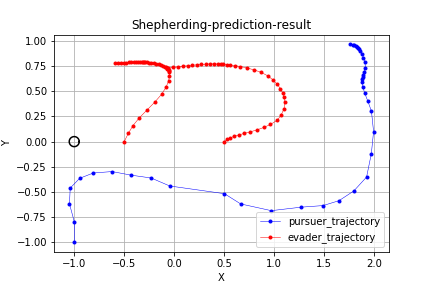 Shepherding-prediction-result
Y
1.00
0.75
0.50
0.25
0.00
−0.25
−0.50
−0.75
−1.00
pursuer_trajectory
evader_trajectory
−1.0 −0.5 0.0 0.5 1.0 1.5 2.0
X